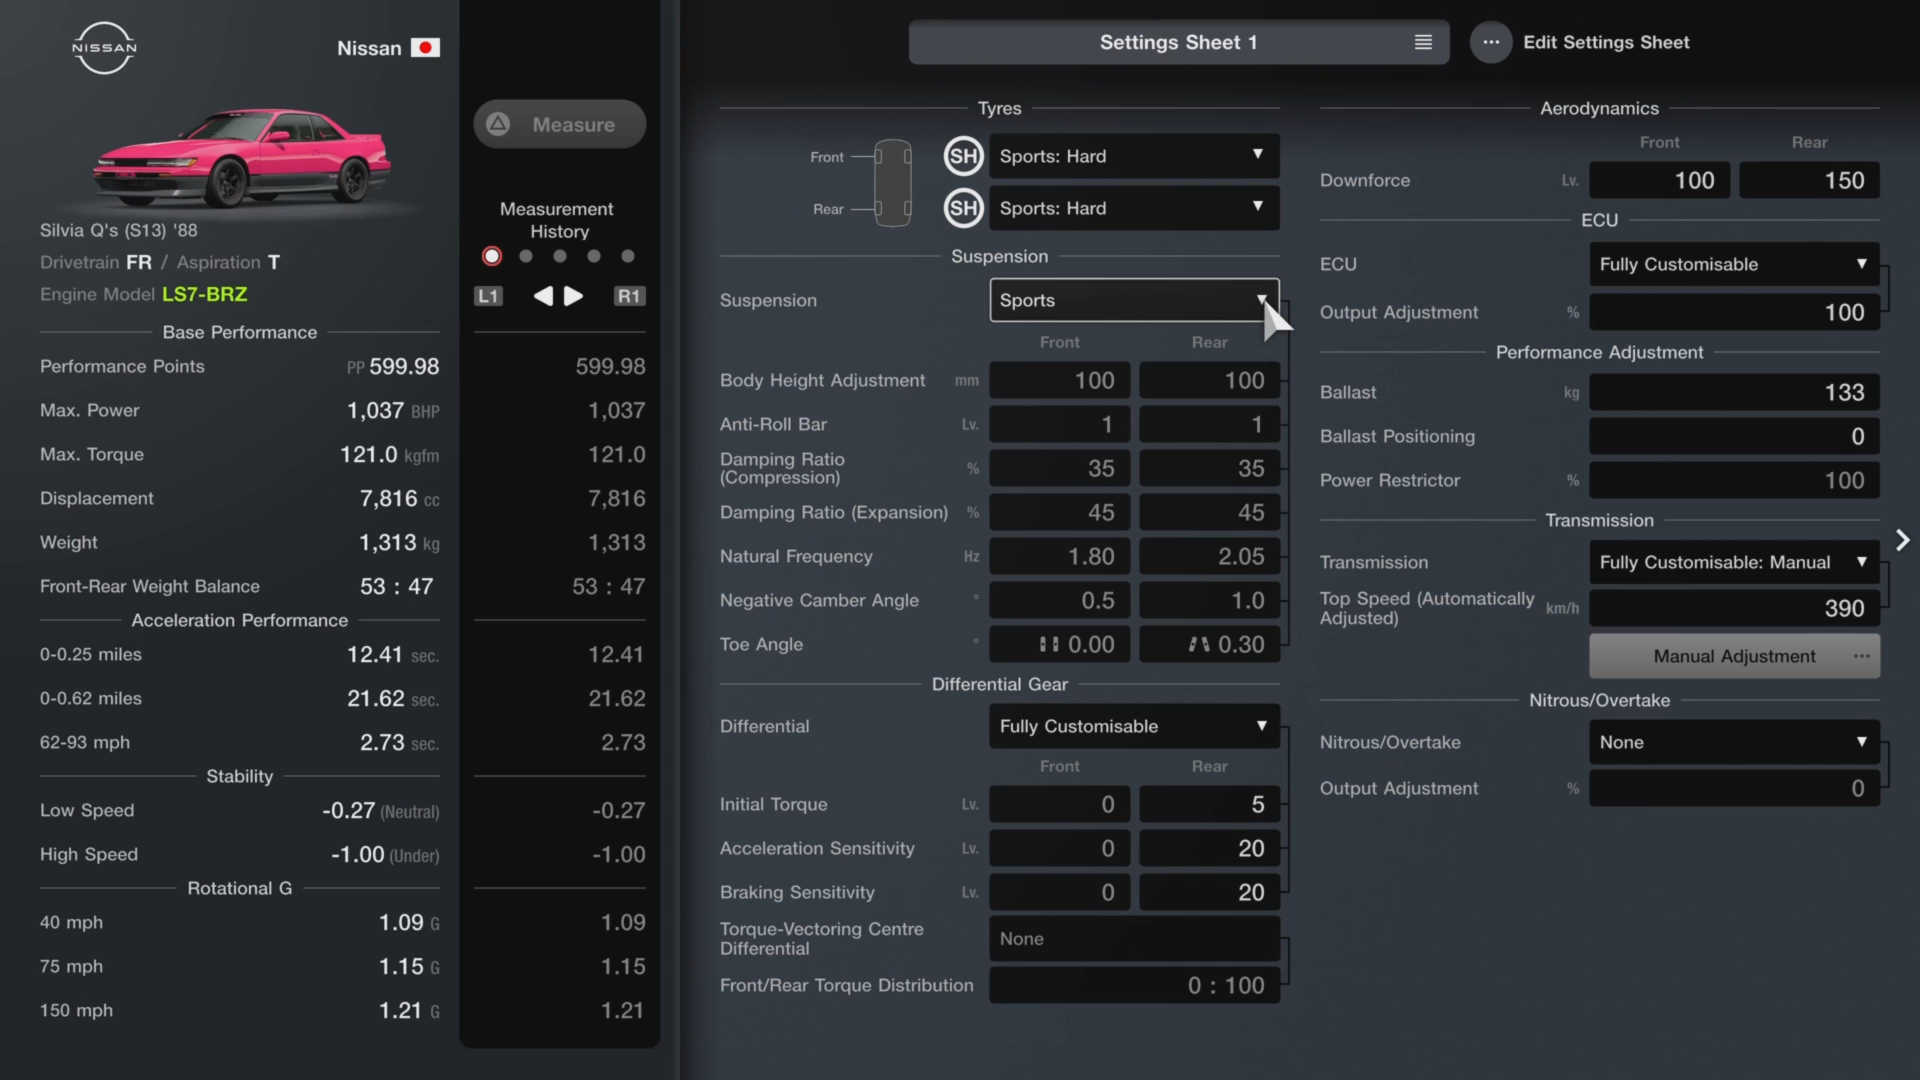 NISSAN
Nissan
Silvia Q's (S13) '88
Drivetrain FR / Aspiration T
Engine Model LS7-BRZ
Base Performance
Performance Points PP 599.98
Max. Power 1,037 BHP
Max. Torque 121.0 kgfm
Displacement 7,816 cc
Weight 1,313 kg
Front-Rear Weight Balance 53 : 47
Acceleration Performance
0-0.25 miles 12.41 sec.
0-0.62 miles 21.62 sec.
62-93 mph 2.73 sec.
Stability
Low Speed -0.27 (Neutral)
High Speed -1.00 (Under)
Rotational G
40 mph 1.09 G
75 mph 1.15 G
150 mph 1.21 G
Measure
Measurement
History
L1 R1
599.98
1,037
121.0
7,816
1,313
53 : 47
12.41
21.62
2.73
-0.27
-1.00
1.09
1.15
1.21
Settings Sheet 1
Edit Settings Sheet
Tyres
Front SH Sports: Hard
Rear SH Sports: Hard
Suspension
Suspension Sports
Front Rear
Body Height Adjustment mm 100 100
Anti-Roll Bar Lv. 1 1
Damping Ratio
(Compression) % 35 35
Damping Ratio (Expansion) % 45 45
Natural Frequency Hz 1.80 2.05
Negative Camber Angle ° 0.5 1.0
Toe Angle ° 0.00 0.30
Differential Gear
Differential Fully Customisable
Front Rear
Initial Torque Lv. 0 5
Acceleration Sensitivity Lv. 0 20
Braking Sensitivity Lv. 0 20
Torque-Vectoring Centre
Differential None
Front/Rear Torque Distribution 0 : 100
Aerodynamics
Front Rear
Downforce Lv. 100 150
ECU
ECU Fully Customisable
Output Adjustment % 100
Performance Adjustment
Ballast kg 133
Ballast Positioning 0
Power Restrictor % 100
Transmission
Transmission Fully Customisable: Manual
Top Speed (Automatically
Adjusted) km/h 390
Manual Adjustment
Nitrous/Overtake
Nitrous/Overtake None
Output Adjustment % 0